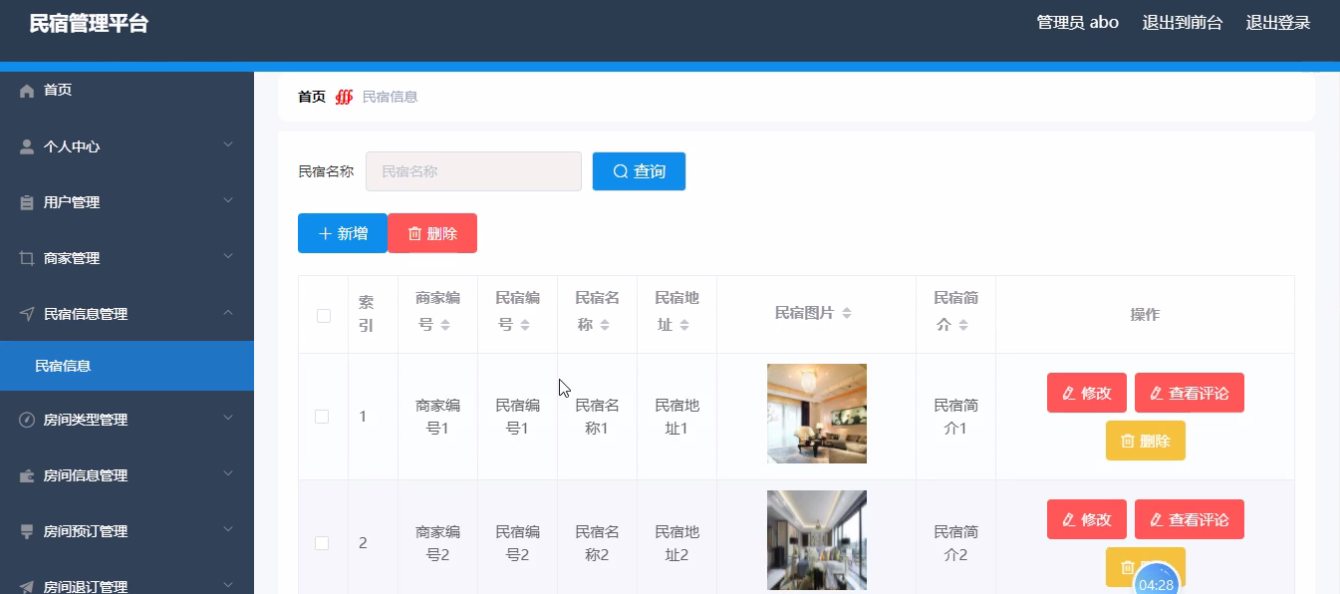 民宿管理平台
管理员 abo 退出到前台 退出登录
首页
个人中心
用户管理
商家管理
民宿信息管理
民宿信息
房间类型管理
房间信息管理
房间预订管理
房间退订管理
首页 民宿信息
民宿名称 民宿名称 查询
新增 删除
索引 商家编号 民宿编号 民宿名称 民宿地址 民宿图片 民宿简介 操作
1 商家编号1 民宿编号1 民宿名称1 民宿地址1 民宿简介1 修改 查看评论
删除
2 商家编号2 民宿编号2 民宿名称2 民宿地址2 民宿简介2 修改 查看评论
04:28